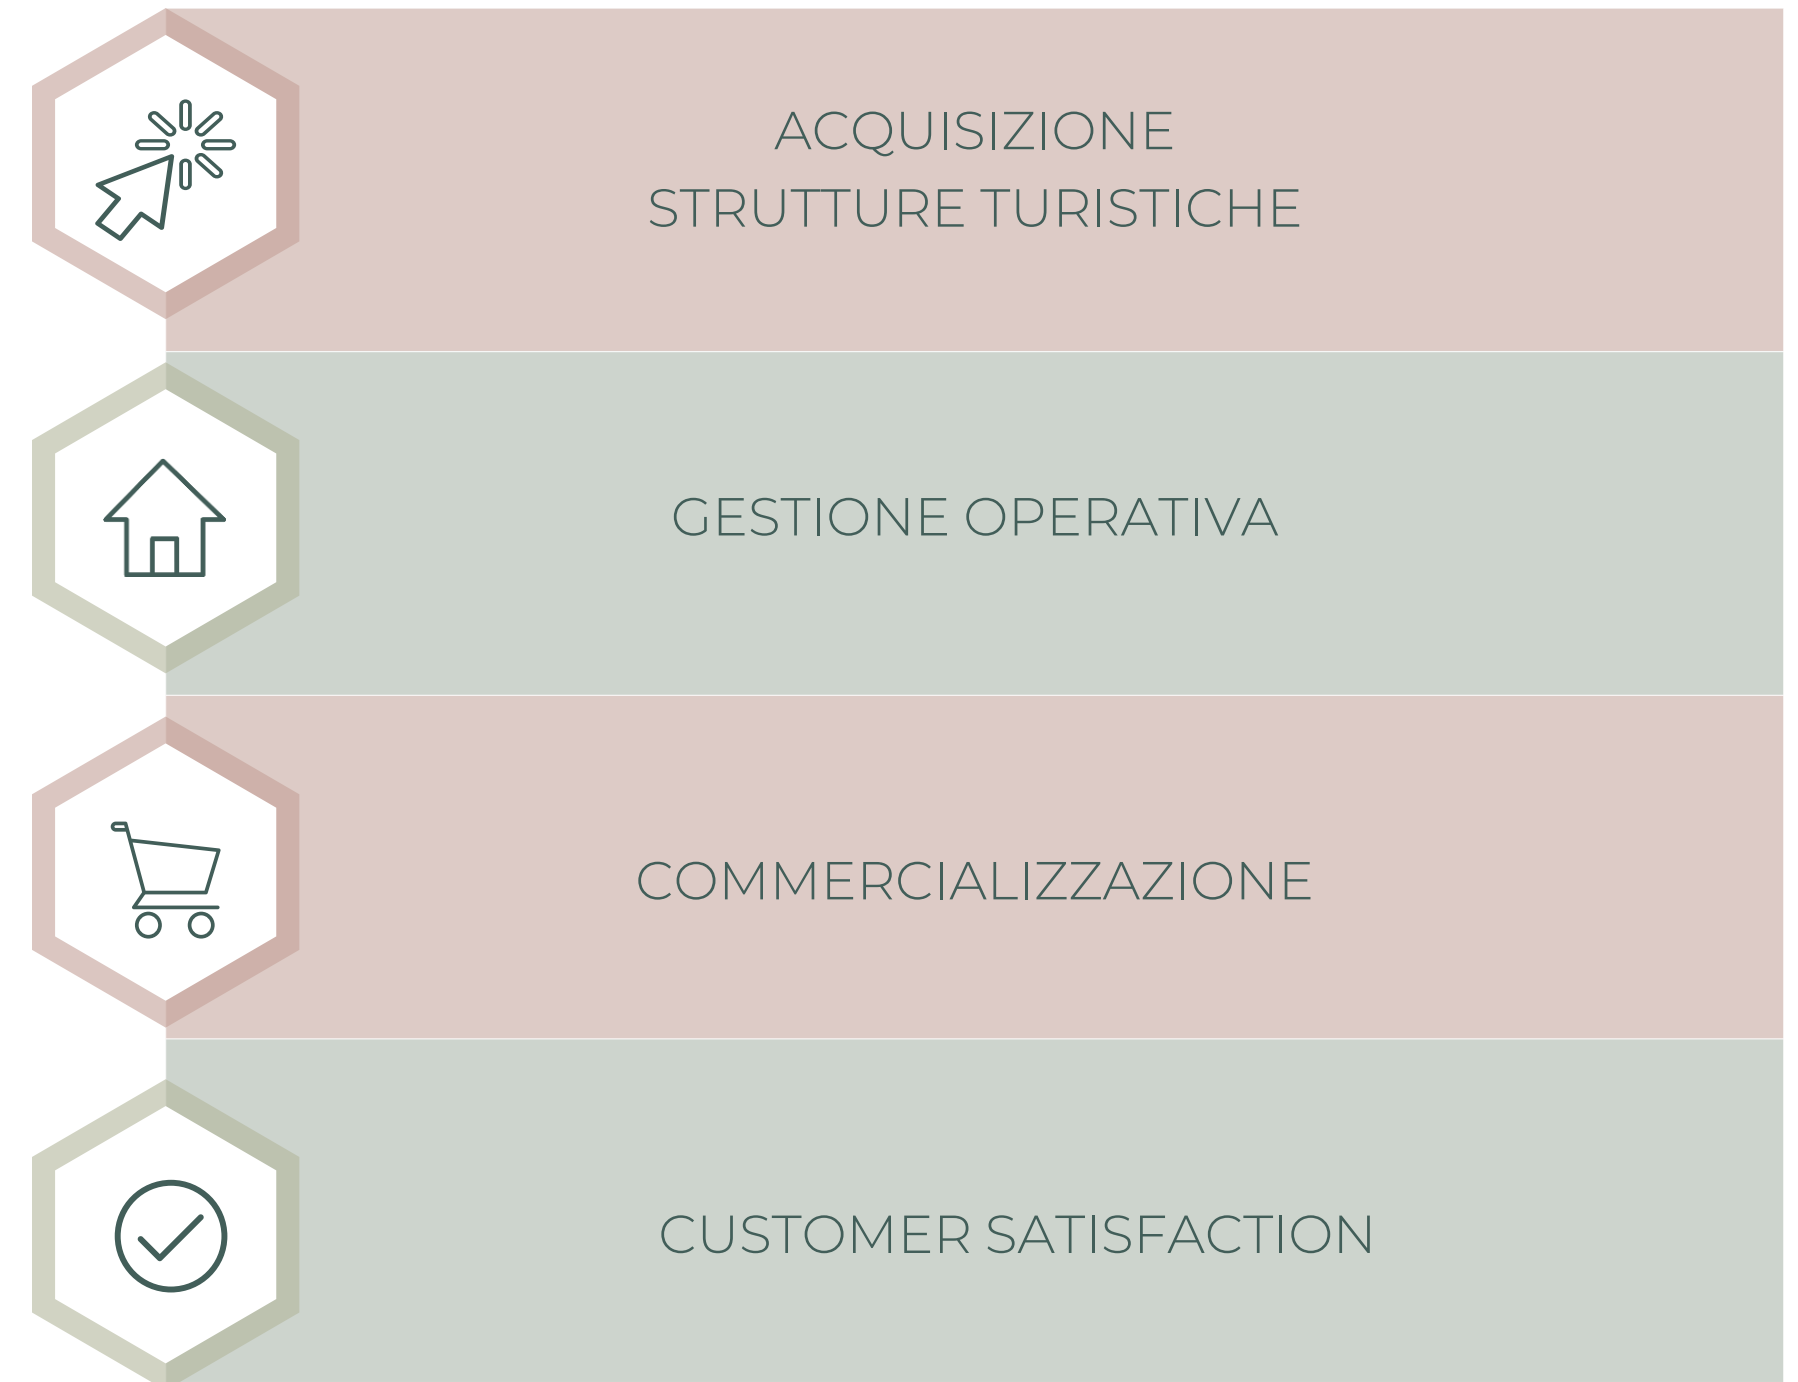 ACQUISIZIONE
STRUTTURE TURISTICHE
GESTIONE OPERATIVA
COMMERCIALIZZAZIONE
CUSTOMER SATISFACTION